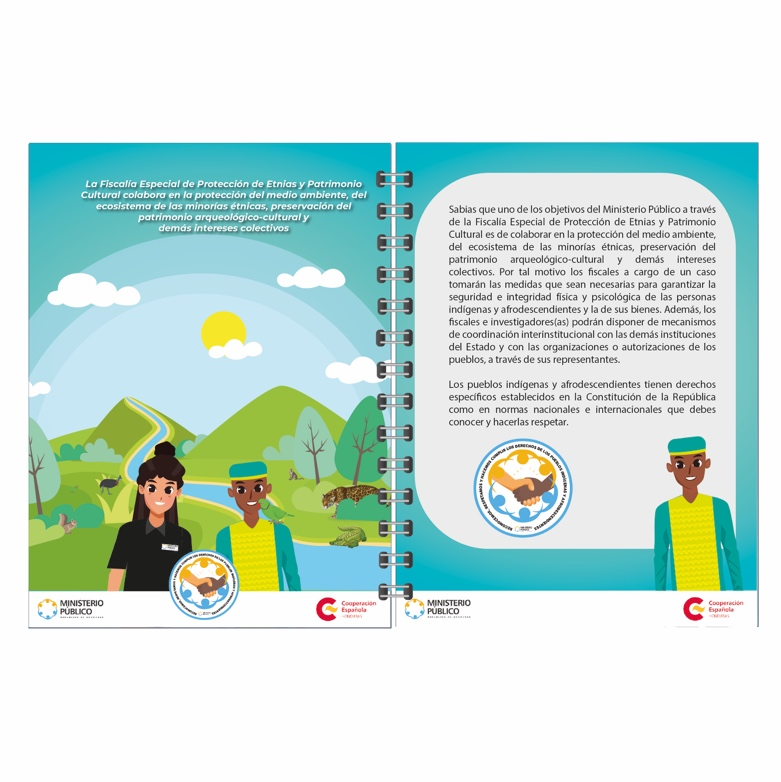 La Fiscalía Especial de Protección de Etnias y Patrimonio
Cultural colabora en la protección del medio ambiente, del
ecosistema de las minorías étnicas, preservación del
patrimonio arqueológico-cultural y
demás intereses colectivos
MINISTERIO
PÚBLICO
Cooperación
Española
Sabias que uno de los objetivos del Ministerio Público a través
de la Fiscalía Especial de Protección de Etnias y Patrimonio
Cultural es de colaborar en la protección del medio ambiente,
del ecosistema de las minorías étnicas, preservación del
patrimonio arqueológico-cultural y demás intereses
colectivos. Por tal motivo los fiscales a cargo de un caso
tomarán las medidas que sean necesarias para garantizar la
seguridad e integridad física y psicológica de las personas
indígenas y afrodescendientes y la de sus bienes. Además, los
fiscales e investigadores(as) podrán disponer de mecanismos
de coordinación interinstitucional con las demás instituciones
del Estado y con las organizaciones o autorizaciones de los
pueblos, a través de sus representantes.
Los pueblos indígenas y afrodescendientes tienen derechos
específicos establecidos en la Constitución de la República
como en normas nacionales e internacionales que debes
conocer y hacerlas respetar.
RECONOCEMOS, RESPETAMOS Y HACEMOS CUMPLIR LOS DERECHOS DE LOS PUEBLOS INDÍGENAS Y AFRODESCENDIENTES
MINISTERIO
PÚBLICO
Cooperación
Española